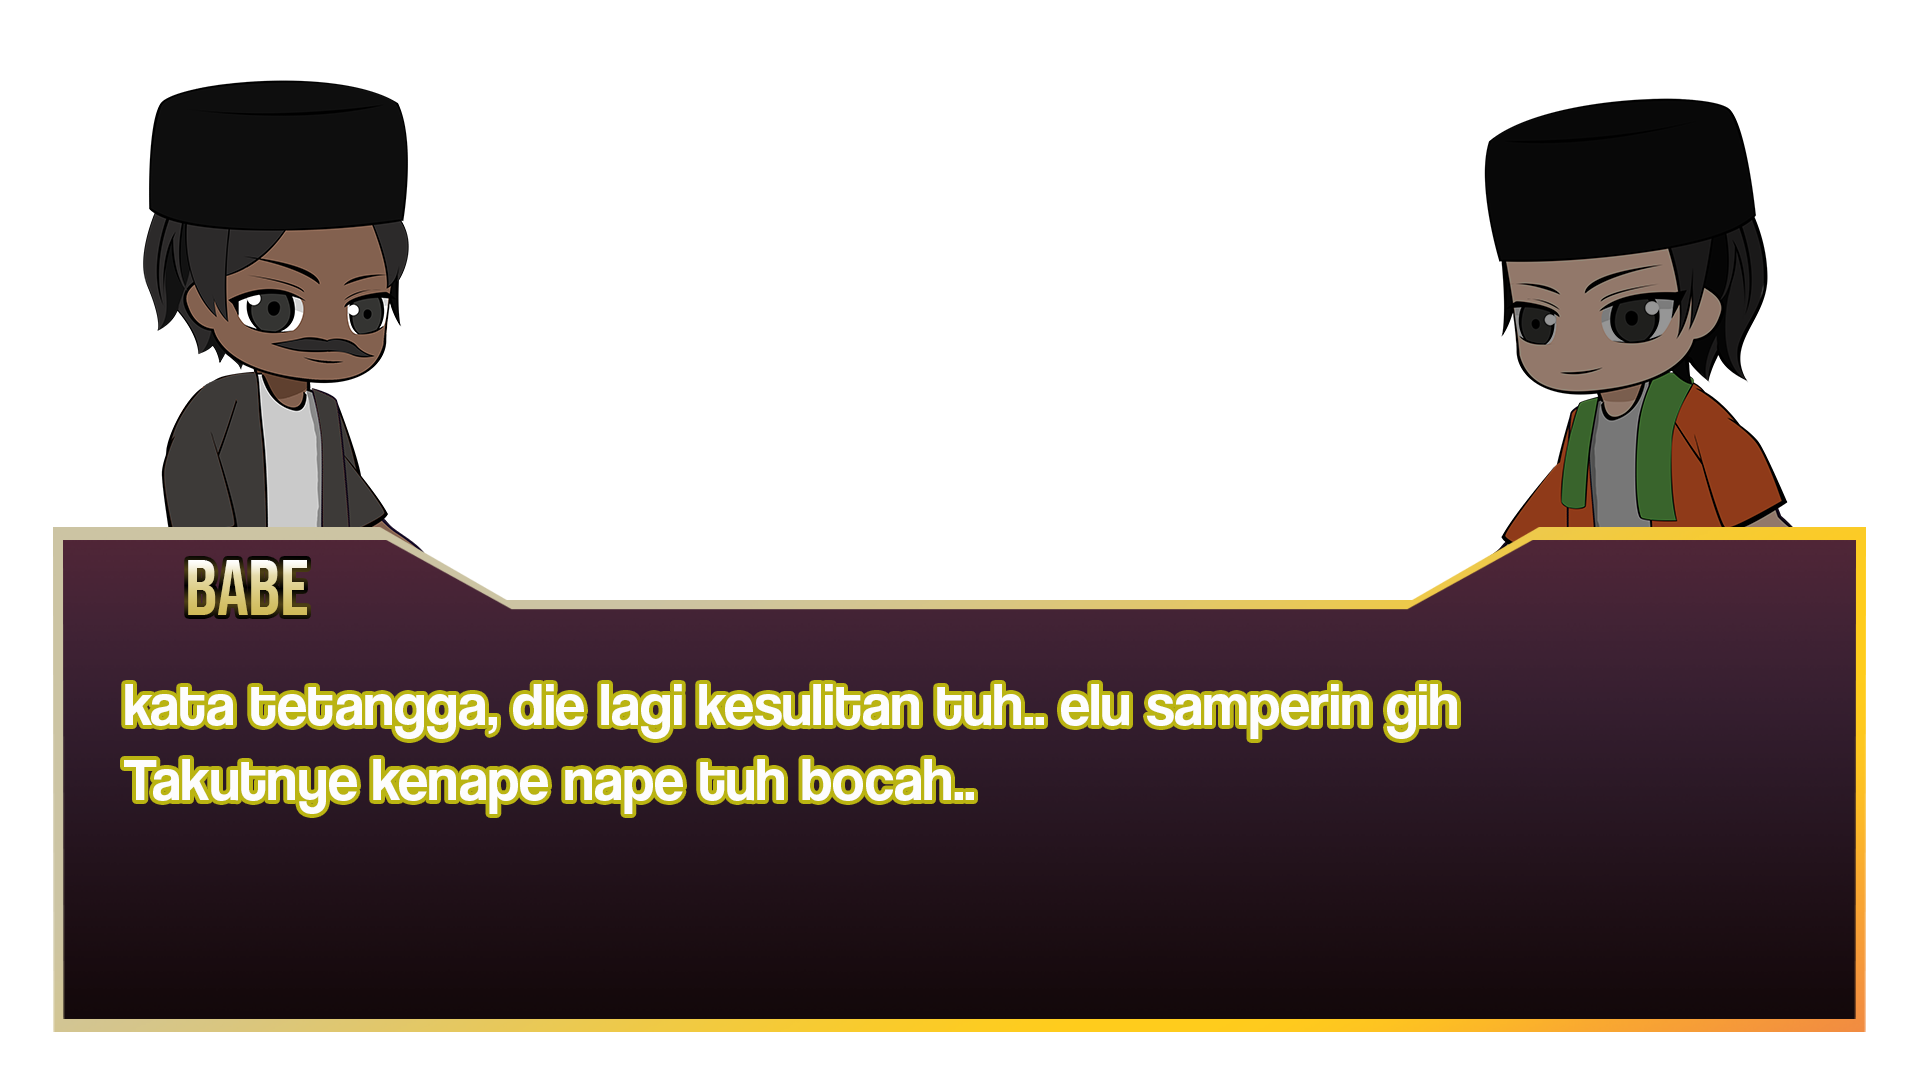 BABE
kata tetangga, die lagi kesulitan tuh.. elu samperin gih
Takutnye kenape nape tuh bocah..